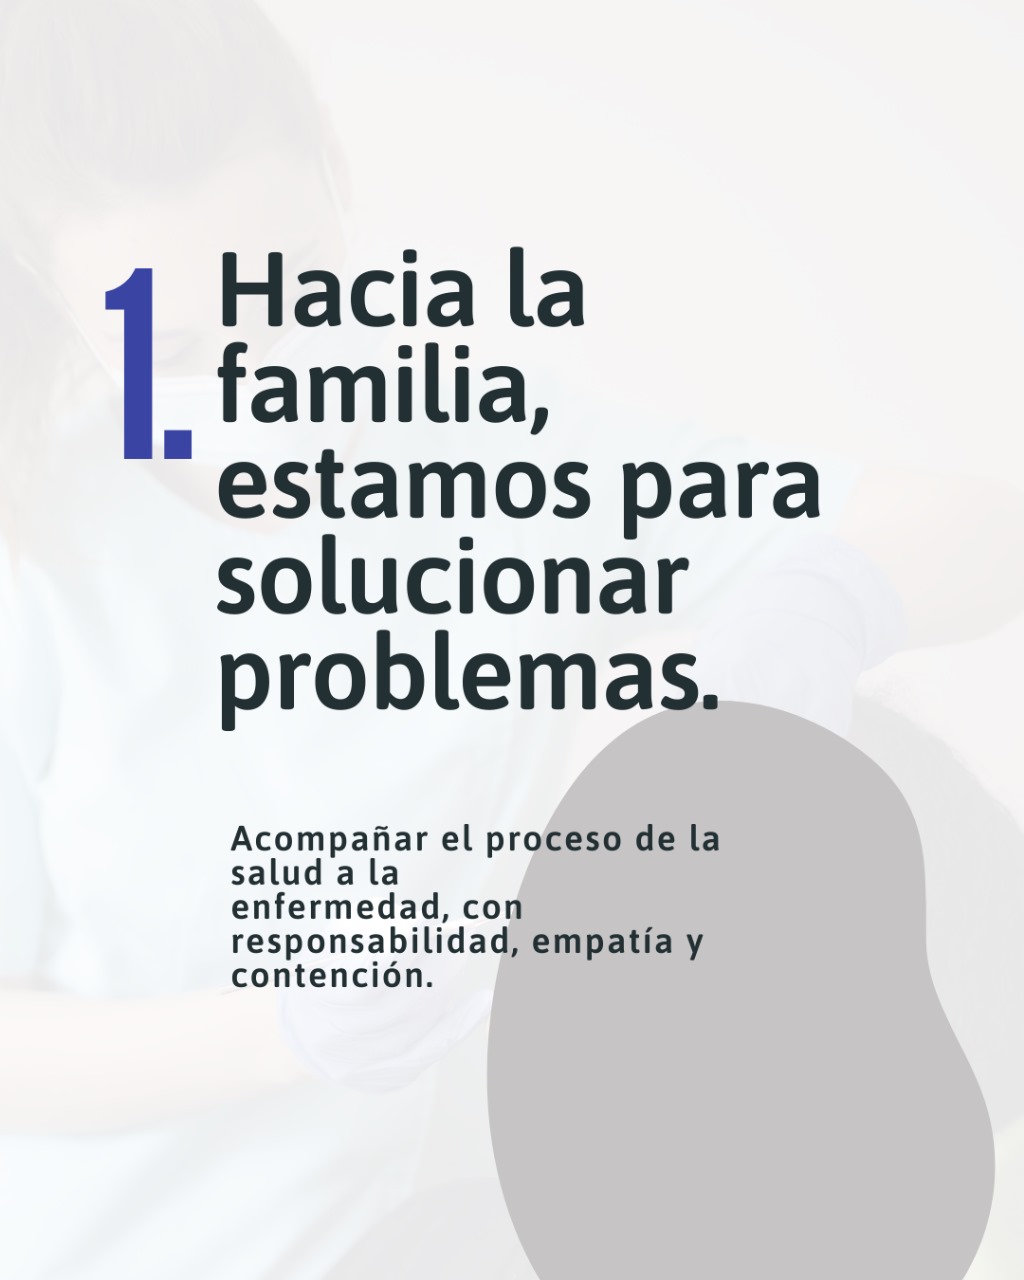 1.
Hacia la
familia,
estamos para
solucionar
problemas.
Acompañar el proceso de la
salud a la
enfermedad, con
responsabilidad, empatía y
contención.